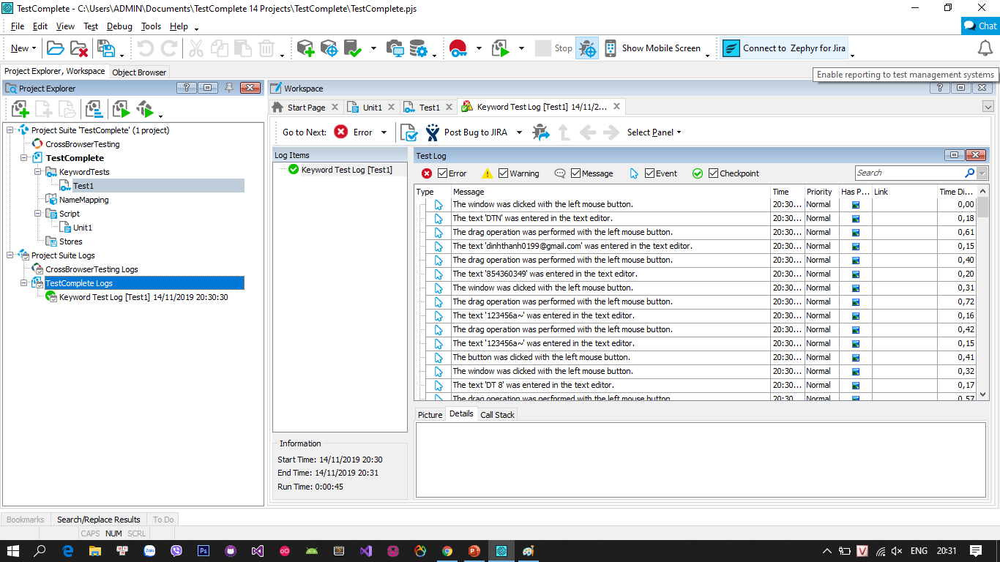 TestComplete - C:\Users\ADMIN\Documents\TestComplete 14 Projects\TestComplete\TestComplete.pjs
File Edit View Test Debug Tools Help
Chat
New Stop Show Mobile Screen Connect to Zephyr for Jira
Enable reporting to test management systems
Project Explorer, Workspace Object Browser
Project Explorer
Workspace
Start Page Unit1 Test1 Keyword Test Log [Test1] 14/11/2...
Go to Next: Error Post Bug to JIRA Select Panel
Project Suite 'TestComplete' (1 project)
CrossBrowserTesting
TestComplete
KeywordTests
Test1
NameMapping
Script
Unit1
Stores
Project Suite Logs
CrossBrowserTesting Logs
TestComplete Logs
Keyword Test Log [Test1] 14/11/2019 20:30:30
Log Items
Keyword Test Log [Test1]
Information
Start Time: 14/11/2019 20:30
End Time: 14/11/2019 20:31
Run Time: 0:00:45
Test Log
Error Warning Message Event Checkpoint Search
Type Message Time Priority Has P... Link Time Di...
The window was clicked with the left mouse button. 20:30... Normal 0,00
The text 'DTN' was entered in the text editor. 20:30... Normal 0,18
The drag operation was performed with the left mouse button. 20:30... Normal 0,61
The text 'dinhthanh0199@gmail.com' was entered in the text editor. 20:30... Normal 0,15
The drag operation was performed with the left mouse button. 20:30... Normal 0,40
The text '854360349' was entered in the text editor. 20:30... Normal 0,20
The window was clicked with the left mouse button. 20:30... Normal 0,31
The drag operation was performed with the left mouse button. 20:30... Normal 0,72
The text '123456a~' was entered in the text editor. 20:30... Normal 0,16
The drag operation was performed with the left mouse button. 20:30... Normal 0,42
The text '123456a~' was entered in the text editor. 20:30... Normal 0,15
The button was clicked with the left mouse button. 20:30... Normal 0,41
The window was clicked with the left mouse button. 20:30... Normal 0,32
The text 'DT 8' was entered in the text editor. 20:30... Normal 0,17
The drag operation was performed with the left mouse button. 20:30... Normal 0,57
Picture Details Call Stack
Bookmarks Search/Replace Results To Do
CAPS NUM SCRL
Zalo Ps V ENG 20:31